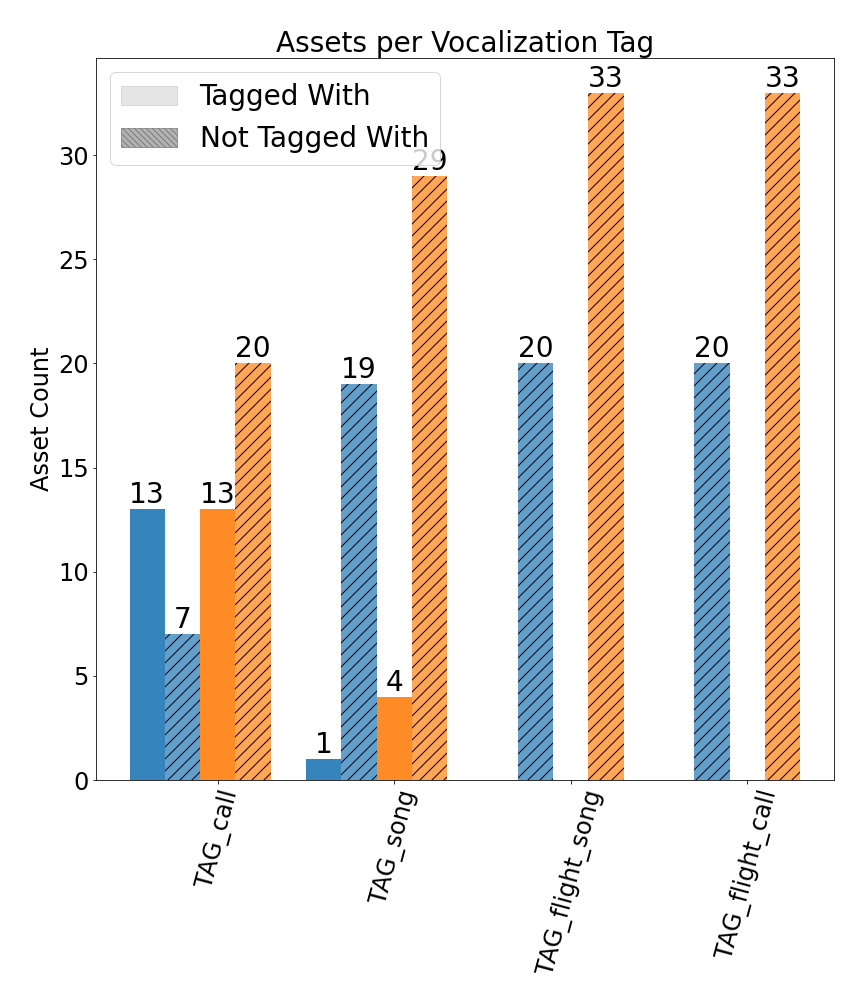 Assets per Vocalization Tag
Tagged With
Not Tagged With
Asset Count
30
25
20
15
10
5
0
13
7
13
20
1
19
4
29
20
33
20
33
TAG_call
TAG_song
TAG_flight_song
TAG_flight_call